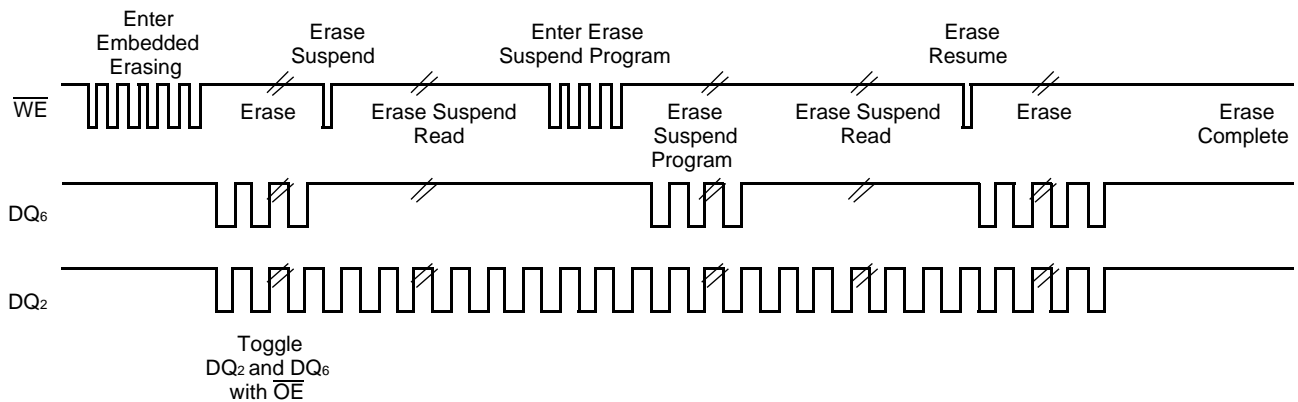 Enter
Embedded
Erasing
Erase
Suspend
Enter Erase
Suspend Program
Erase
Resume
WE
Erase
Erase Suspend
Read
Erase
Suspend
Program
Erase Suspend
Read
Erase
Erase
Complete
DQ6
DQ2
Toggle
DQ2 and DQ6
with OE